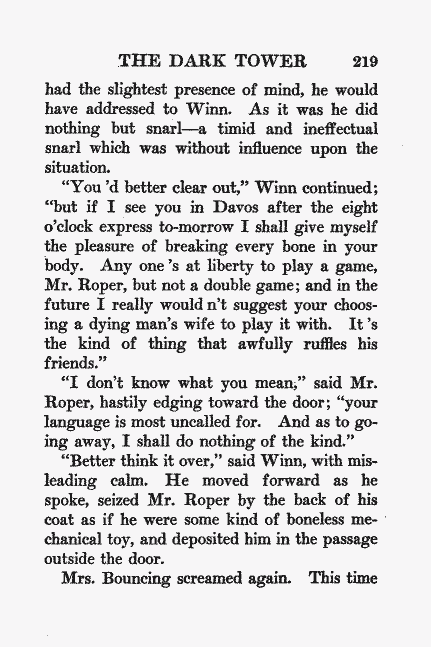 THE DARK TOWER 219
had the slightest presence of mind, he would
have addressed to Winn. As it was he did
nothing but snarl—a timid and ineffectual
snarl which was without influence upon the
situation.
“You 'd better clear out,” Winn continued;
“but if I see you in Davos after the eight
o'clock express to-morrow I shall give myself
the pleasure of breaking every bone in your
body. Any one 's at liberty to play a game,
Mr. Roper, but not a double game; and in the
future I really would n't suggest your choos-
ing a dying man's wife to play it with. It 's
the kind of thing that awfully ruffles his
friends.”
“I don't know what you mean,” said Mr.
Roper, hastily edging toward the door; “your
language is most uncalled for. And as to go-
ing away, I shall do nothing of the kind.”
“Better think it over,” said Winn, with mis-
leading calm. He moved forward as he
spoke, seized Mr. Roper by the back of his
coat as if he were some kind of boneless me-
chanical toy, and deposited him in the passage
outside the door.
Mrs. Bouncing screamed again. This time